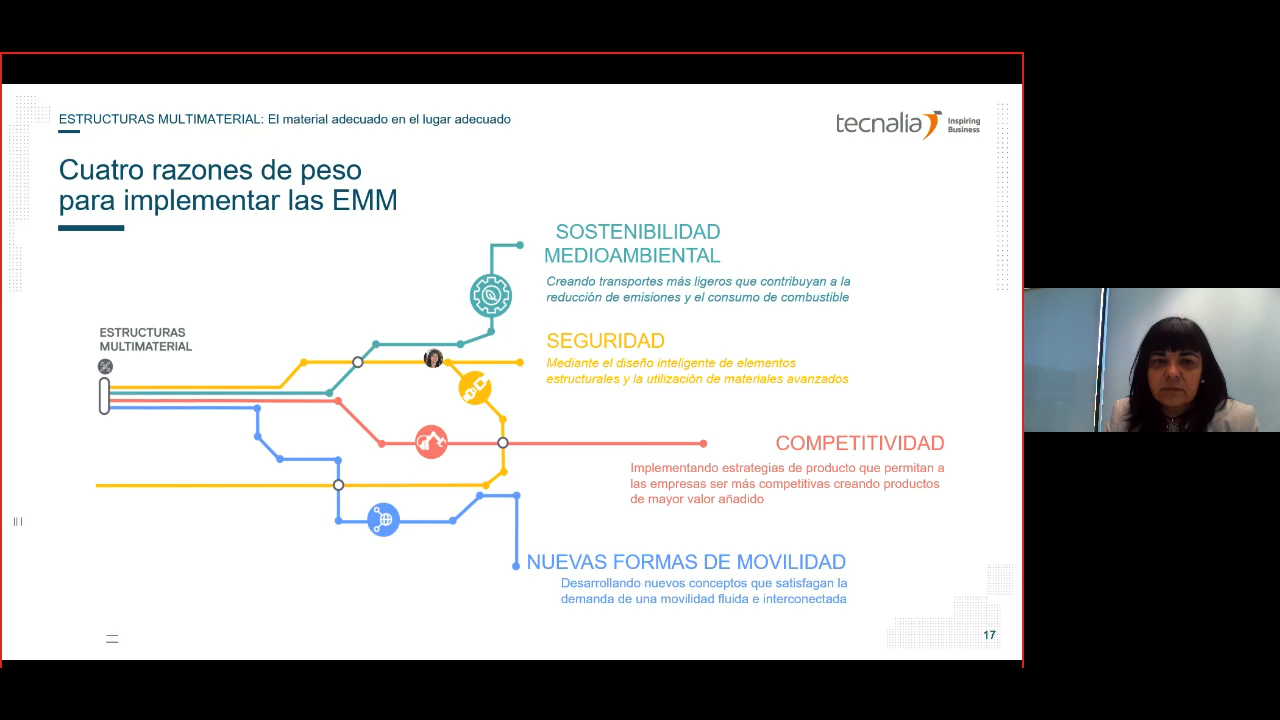 ESTRUCTURAS MULTIMATERIAL: El material adecuado en el lugar adecuado
tecnalia Inspiring
Business
Cuatro razones de peso
para implementar las EMM
SOSTENIBILIDAD
MEDIOAMBIENTAL
Creando transportes más ligeros que contribuyan a la
reducción de emisiones y el consumo de combustible
ESTRUCTURAS
MULTIMATERIAL
SEGURIDAD
Mediante el diseño inteligente de elementos
estructurales y la utilización de materiales avanzados
COMPETITIVIDAD
Implementando estrategias de producto que permitan a
las empresas ser más competitivas creando productos
de mayor valor añadido
NUEVAS FORMAS DE MOVILIDAD
Desarrollando nuevos conceptos que satisfagan la
demanda de una movilidad fluida e interconectada
17